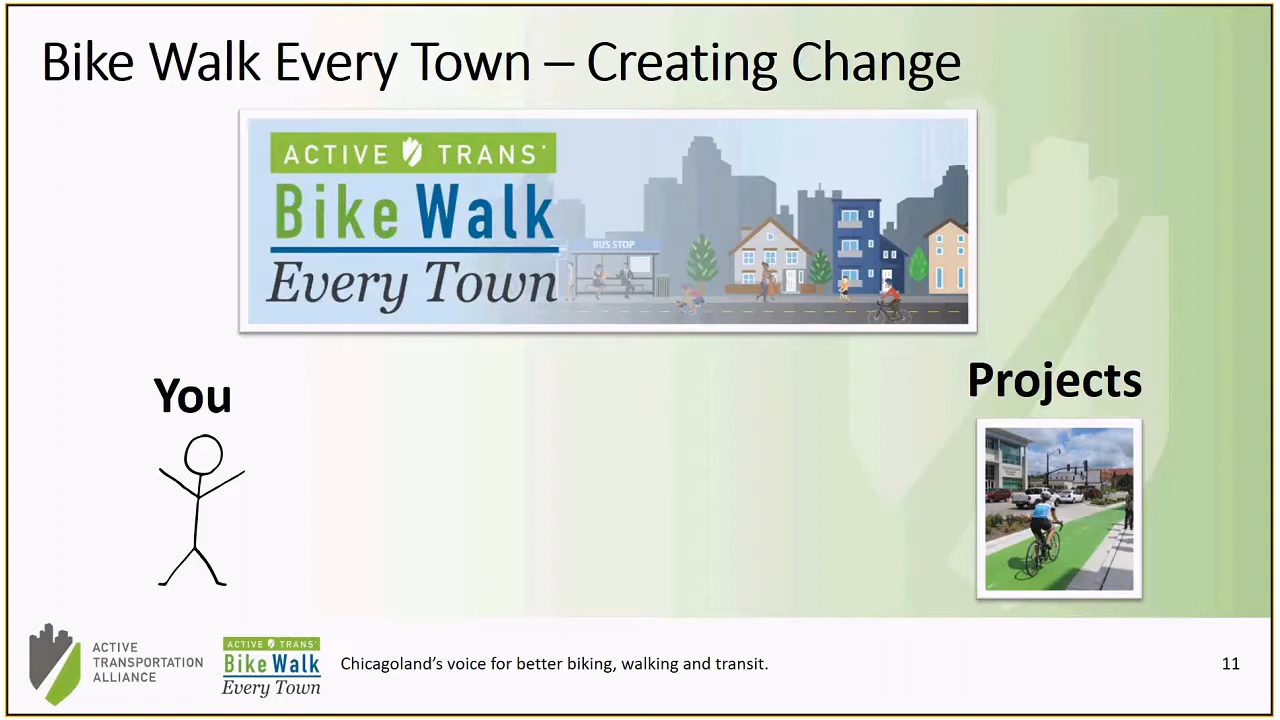 Bike Walk Every Town – Creating Change
ACTIVE TRANS
Bike Walk
Every Town
BUS STOP
You
Projects
ACTIVE
TRANSPORTATION
ALLIANCE
ACTIVE TRANS
Bike Walk
Every Town
Chicagoland's voice for better biking, walking and transit.
11